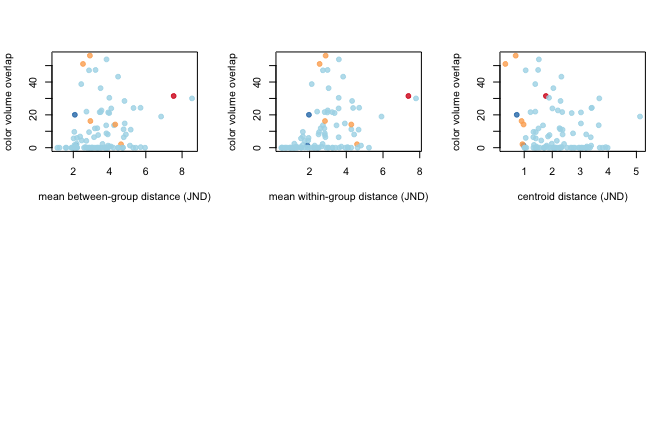 color volume overlap
0 20 40
2 4 6 8
mean between-group distance (JND)
color volume overlap
0 20 40
2 4 6 8
mean within-group distance (JND)
color volume overlap
0 20 40
1 2 3 4 5
centroid distance (JND)